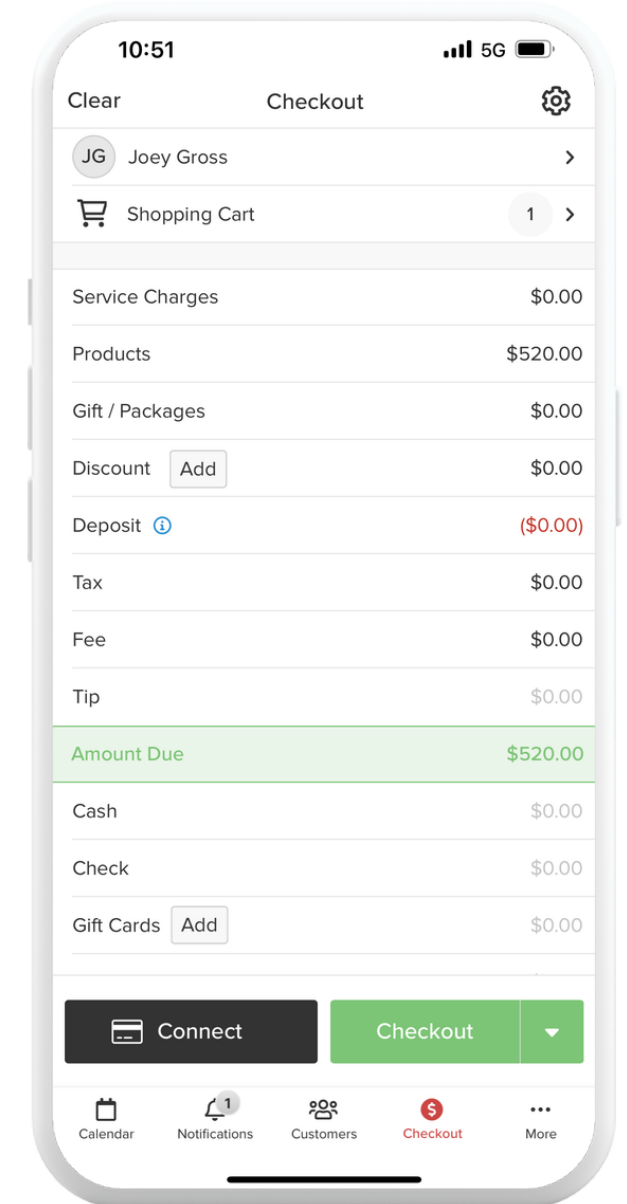 10:51 5G
Clear Checkout
JG Joey Gross
Shopping Cart 1
Service Charges $0.00
Products $520.00
Gift / Packages $0.00
Discount Add $0.00
Deposit ($0.00)
Tax $0.00
Fee $0.00
Tip $0.00
Amount Due $520.00
Cash $0.00
Check $0.00
Gift Cards Add $0.00
Connect Checkout
1 $
Calendar Notifications Customers Checkout More